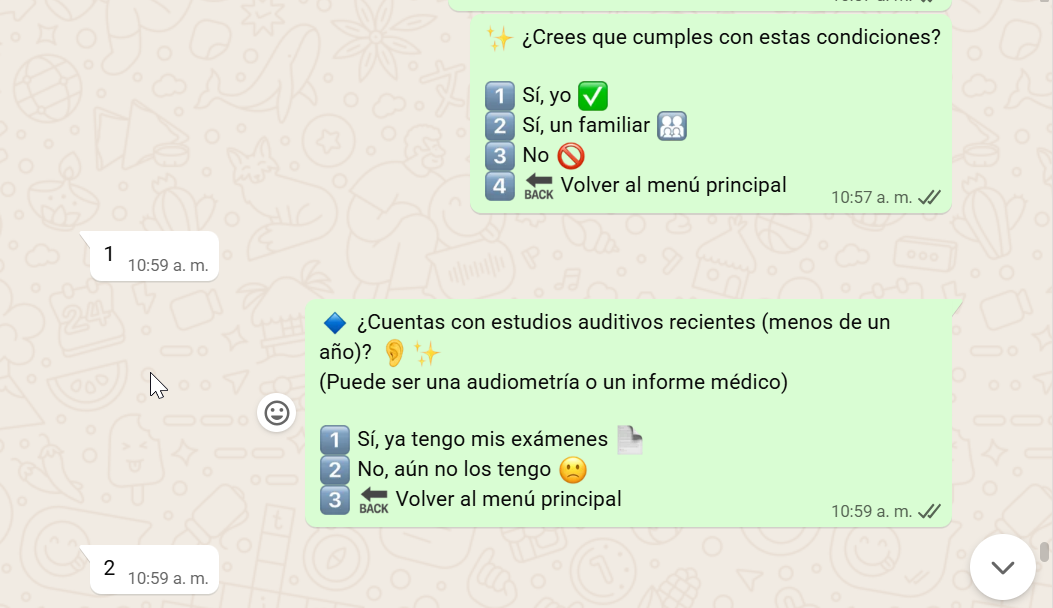 ✨ ¿Crees que cumples con estas condiciones?
1️⃣ Sí, yo ✅
2️⃣ Sí, un familiar 👨‍👩‍👧‍👦
3️⃣ No 🚫
4️⃣ 🔙 Volver al menú principal
10:57 a. m.
1
10:59 a. m.
🔷 ¿Cuentas con estudios auditivos recientes (menos de un
año)? 👂✨
(Puede ser una audiometría o un informe médico)
1️⃣ Sí, ya tengo mis exámenes 📄
2️⃣ No, aún no los tengo 🙁
3️⃣ 🔙 Volver al menú principal
10:59 a. m.
2
10:59 a. m.